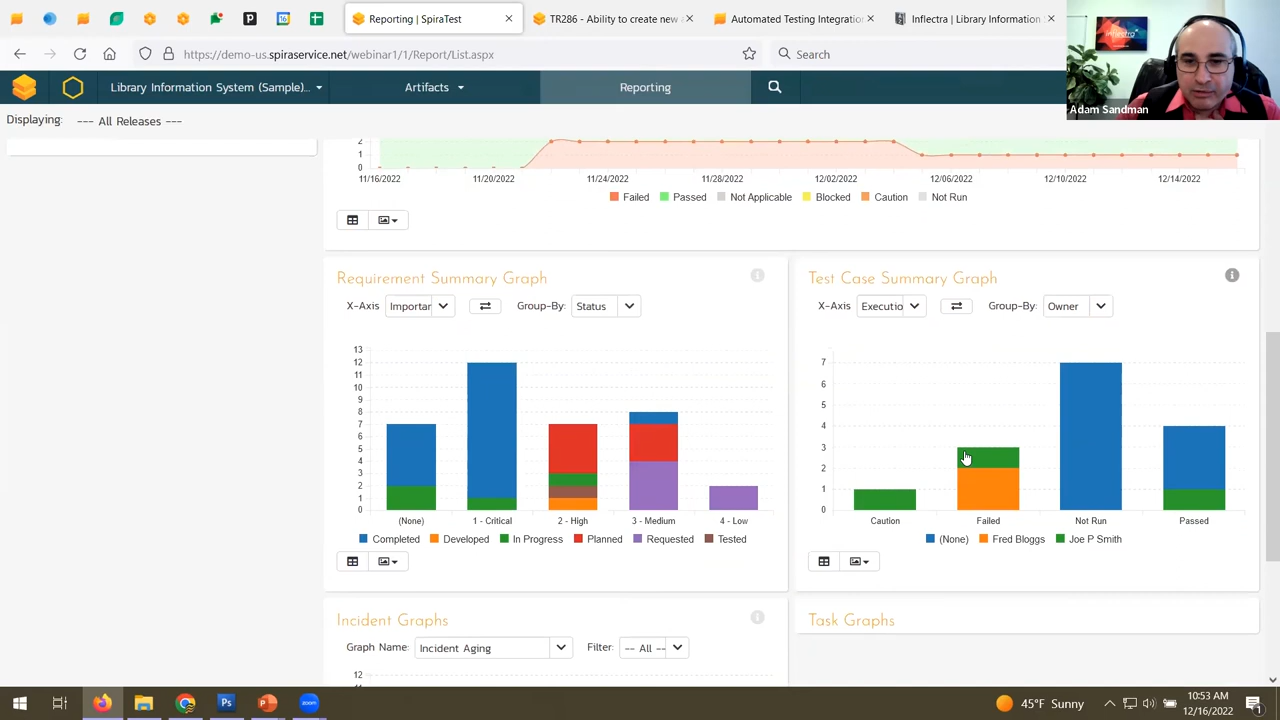 Reporting | SpiraTest
TR286 - Ability to create new
Automated Testing Integration
Inflectra | Library Information
https://demo-us.spiraservice.net/webinar1/1/Report/List.aspx
Search
inflectra
Adam Sandman
Library Information System (Sample)...
Artifacts
Reporting
Displaying:
--- All Releases ---
2
1
0
11/16/2022
11/20/2022
11/24/2022
11/28/2022
12/02/2022
12/06/2022
12/10/2022
12/14/2022
Failed
Passed
Not Applicable
Blocked
Caution
Not Run
Requirement Summary Graph
X-Axis
Importar
Group-By:
Status
13
12
11
10
9
8
7
6
5
4
3
2
1
0
(None)
1 - Critical
2 - High
3 - Medium
4 - Low
Completed
Developed
In Progress
Planned
Requested
Tested
Test Case Summary Graph
X-Axis
Executio
Group-By:
Owner
7
6
5
4
3
2
1
0
Caution
Failed
Not Run
Passed
(None)
Fred Bloggs
Joe P Smith
Incident Graphs
Graph Name:
Incident Aging
Filter:
-- All --
12
Task Graphs
45°F Sunny
10:53 AM
12/16/2022